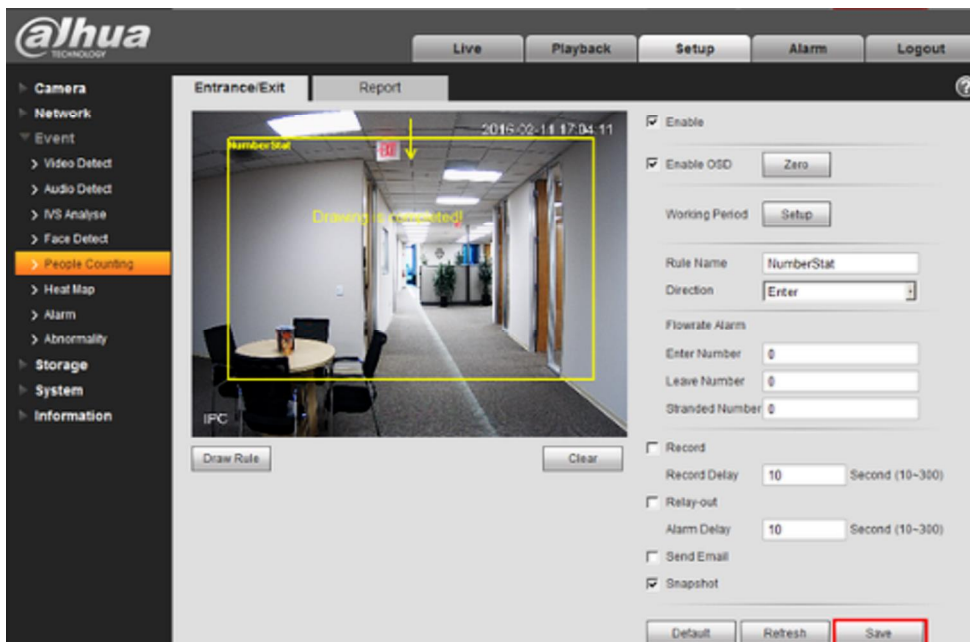 alhua
TECHNOLOGY
Live
Playback
Setup
Alarm
Logout
Camera
Network
Event
Video Detect
Audio Detect
IVS Analyse
Face Detect
People Counting
Heat Map
Alarm
Abnormality
Storage
System
Information
Entrance/Exit
Report
?
2016-02-11 17:04:11
NumberStat
EXIT
Drawing is completed!
IPC
Draw Rule
Clear
Enable
Enable OSD
Zero
Working Period
Setup
Rule Name
NumberStat
Direction
Enter
Flowrate Alarm
Enter Number
0
Leave Number
0
Stranded Number
0
Record
Record Delay
10
Second (10~300)
Relay-out
Alarm Delay
10
Second (10~300)
Send Email
Snapshot
Default
Refresh
Save